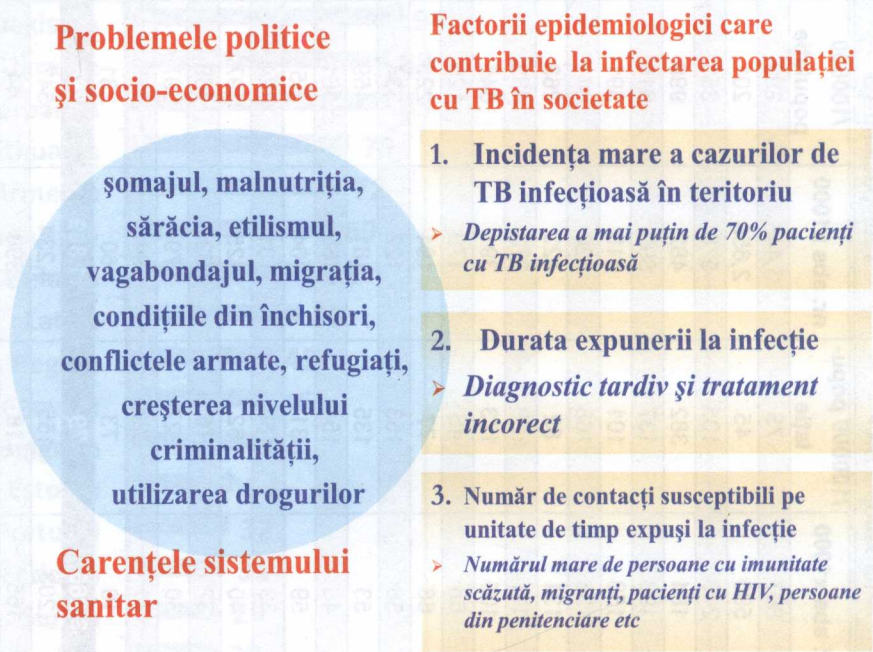 Problemele politice
şi socio-economice
şomajul, malnutriţia,
sărăcia, etilismul,
vagabondajul, migraţia,
condiţiile din închisori,
conflictele armate, refugiaţi,
creşterea nivelului
criminalităţii,
utilizarea drogurilor
Carenţele sistemului
sanitar
Factorii epidemiologici care
contribuie la infectarea populaţiei
cu TB în societate
1. Incidenţa mare a cazurilor de
TB infecţioasă în teritoriu
➢ Depistarea a mai puţin de 70% pacienţi
cu TB infecţioasă
2. Durata expunerii la infecţie
➢ Diagnostic tardiv şi tratament
incorect
3. Număr de contacţi susceptibili pe
unitate de timp expuşi la infecţie
➢ Numărul mare de persoane cu imunitate
scăzută, migranţi, pacienţi cu HIV, persoane
din penitenciare etc